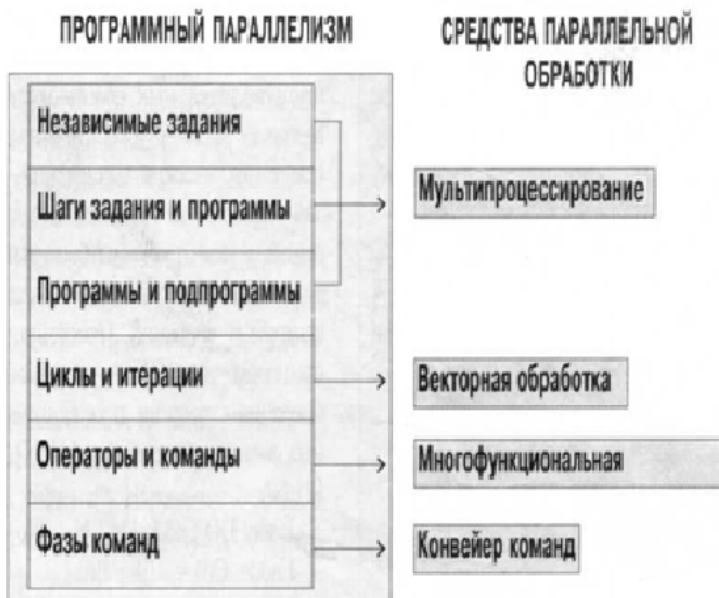 ПРОГРАММНЫЙ ПАРАЛЛЕЛИЗМ
СРЕДСТВА ПАРАЛЛЕЛЬНОЙ
ОБРАБОТКИ
Независимые задания
Шаги задания и программы
Мультипроцессирование
Программы и подпрограммы
Циклы и итерации
Векторная обработка
Операторы и команды
Многофункциональная
Фазы команд
Конвейер команд